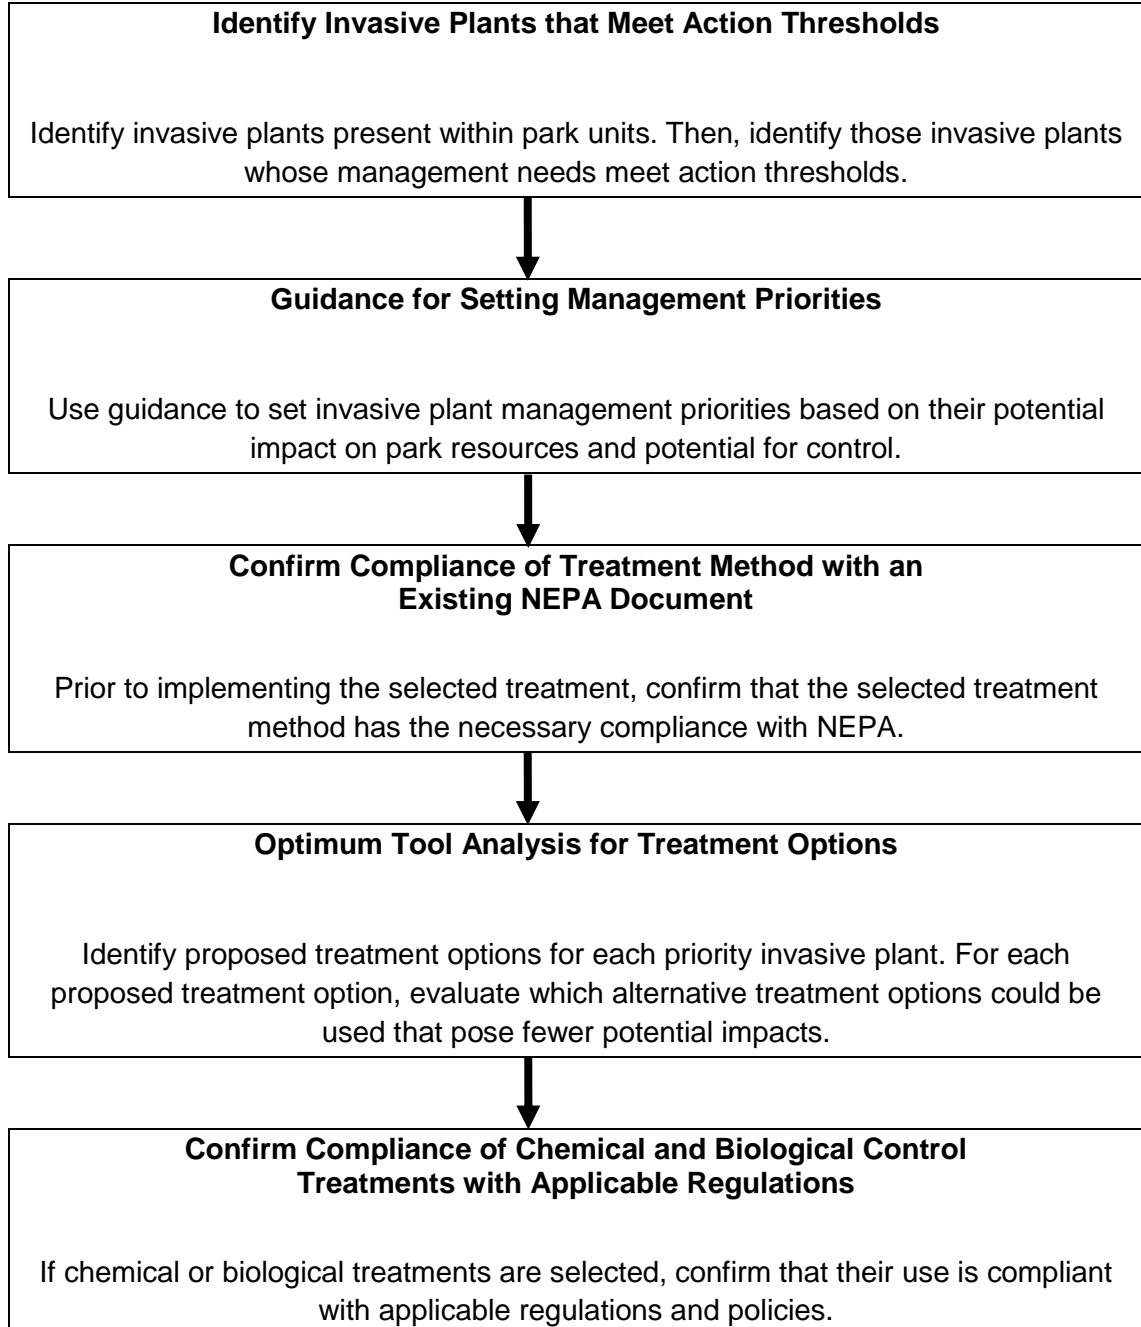 Identify Invasive Plants that Meet Action Thresholds
Identify invasive plants present within park units. Then, identify those invasive plants
whose management needs meet action thresholds.
Guidance for Setting Management Priorities
Use guidance to set invasive plant management priorities based on their potential
impact on park resources and potential for control.
Confirm Compliance of Treatment Method with an
Existing NEPA Document
Prior to implementing the selected treatment, confirm that the selected treatment
method has the necessary compliance with NEPA.
Optimum Tool Analysis for Treatment Options
Identify proposed treatment options for each priority invasive plant. For each
proposed treatment option, evaluate which alternative treatment options could be
used that pose fewer potential impacts.
Confirm Compliance of Chemical and Biological Control
Treatments with Applicable Regulations
If chemical or biological treatments are selected, confirm that their use is compliant
with applicable regulations and policies.